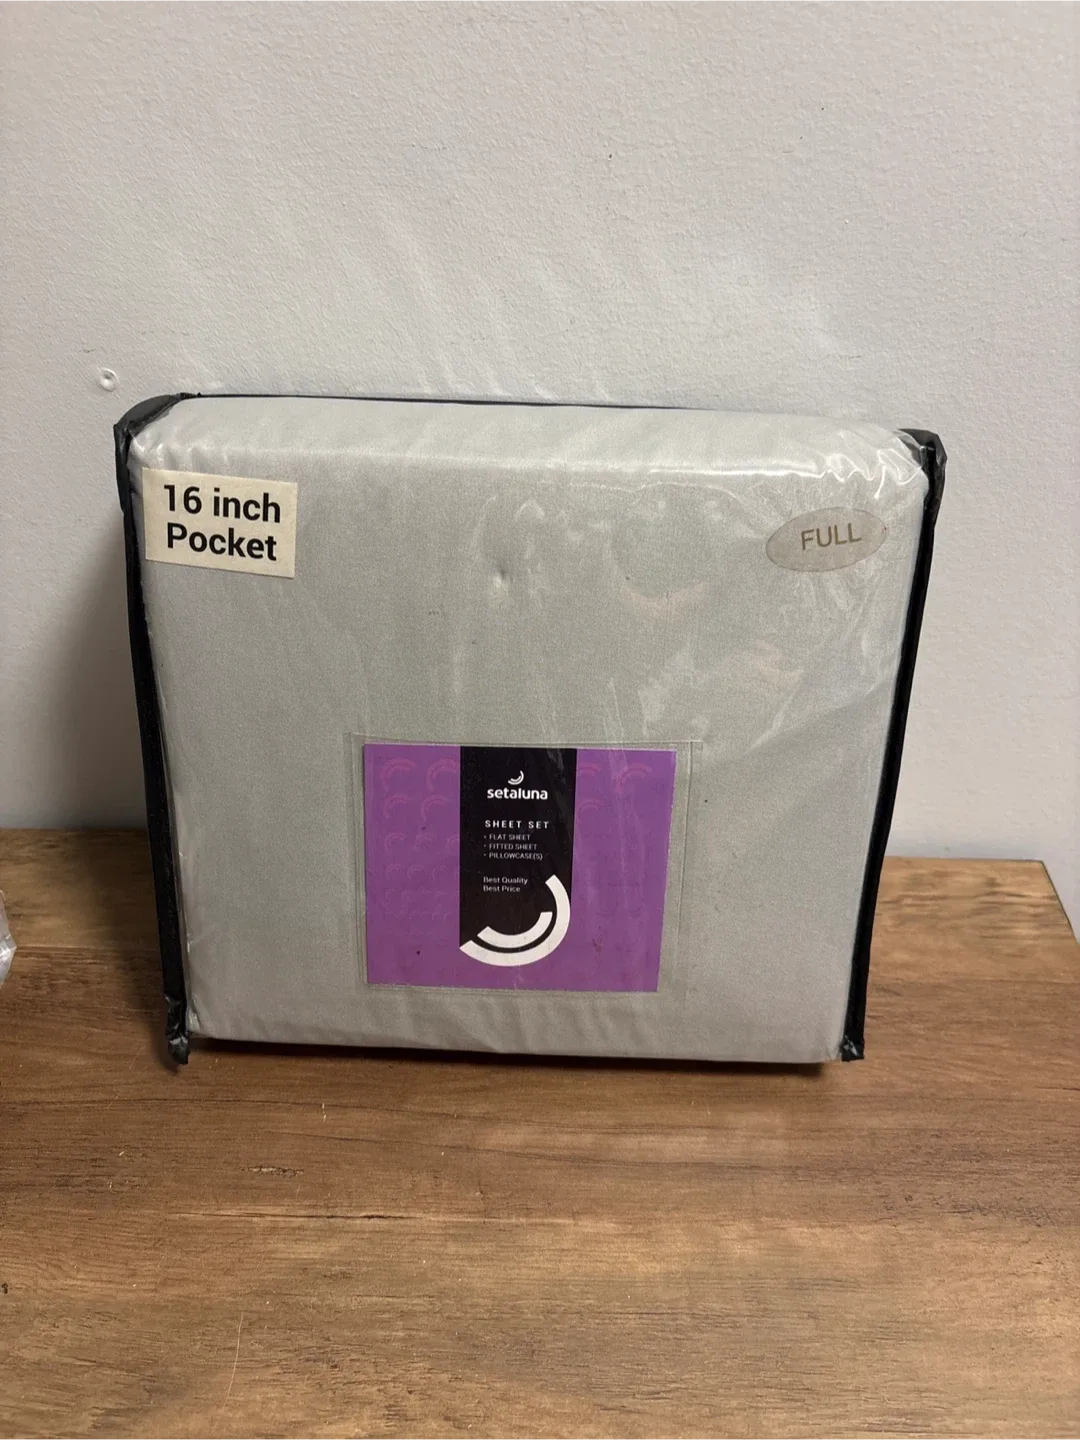 16 inch
Pocket
FULL
setaluna
SHEET SET
• FLAT SHEET
• FITTED SHEET
• PILLOWCASE(S)
Best Quality
Best Price